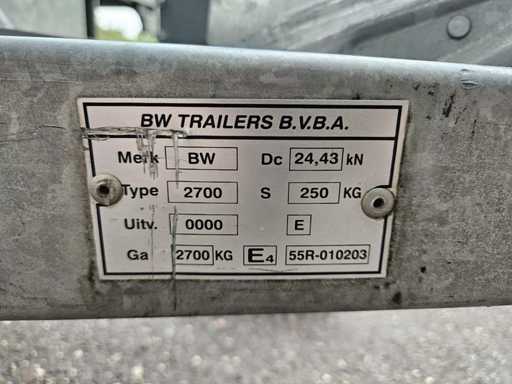 BW TRAILERS B.V.B.A.
Merk BW Dc 24,43 kN
Type 2700 S 250 KG
Uitv. 0000 E
Ga 2700 KG E4 55R-010203